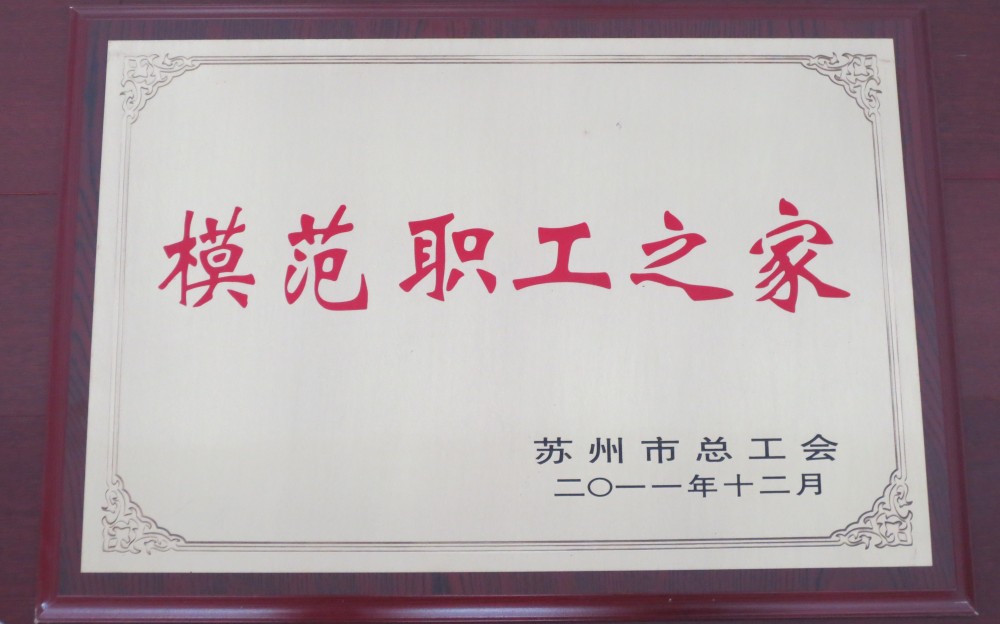 模范职工之家
苏州市总工会
二〇一一年十二月